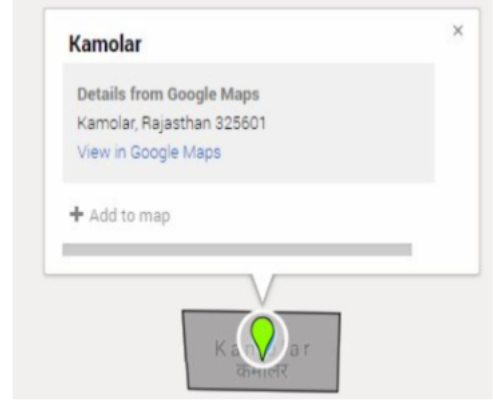 Kamolar
×
Details from Google Maps
Kamolar, Rajasthan 325601
View in Google Maps
+ Add to map